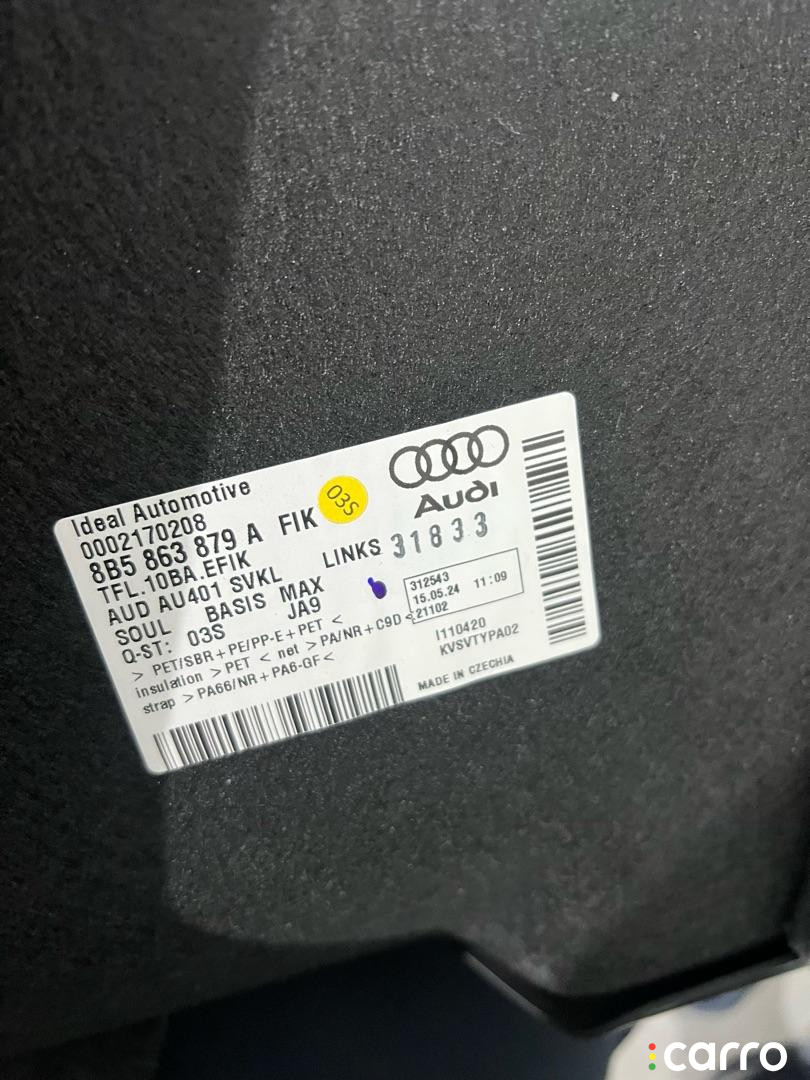 Ideal Automotive
0002170208
8B5 863 879 A FIK
03S
TFL.10BA.EFIK
AUD AU401 SVKL LINKS 31833
SOUL BASIS MAX
Q-ST: 03S JA9
> PET/SBR+PE/PP-E+PET <
insulation > PET < net > PA/NR+C9D <
strap > PA66/NR+PA6-GF <
Audi
312543
15.05.24 11:09
21102
I110420
KVSVTYPA02
MADE IN CZECHIA
carro